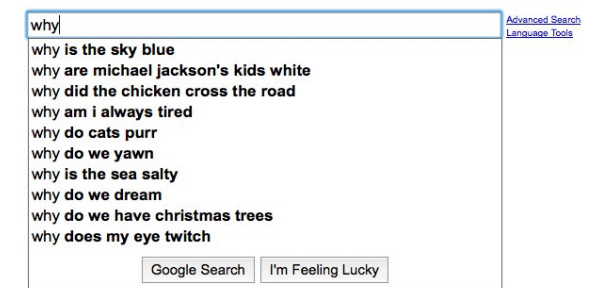 why
Advanced Search
Language Tools
why is the sky blue
why are michael jackson's kids white
why did the chicken cross the road
why am i always tired
why do cats purr
why do we yawn
why is the sea salty
why do we dream
why do we have christmas trees
why does my eye twitch
Google Search I'm Feeling Lucky